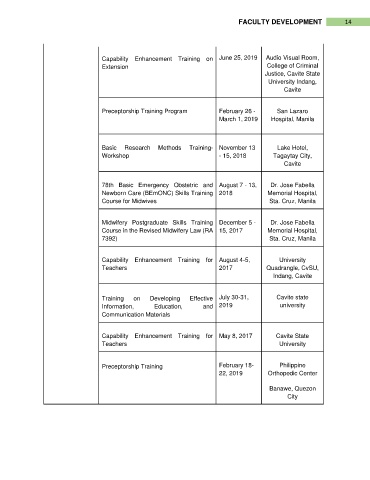 FACULTY DEVELOPMENT 14
Capability Enhancement Training on
Extension
June 25, 2019
Audio Visual Room,
College of Criminal
Justice, Cavite State
University Indang,
Cavite
Preceptorship Training Program
February 26 -
March 1, 2019
San Lazaro
Hospital, Manila
Basic Research Methods Training-
Workshop
November 13
- 15, 2018
Lake Hotel,
Tagaytay City,
Cavite
78th Basic Emergency Obstetric and
Newborn Care (BEmONC) Skills Training
Course for Midwives
August 7 - 13,
2018
Dr. Jose Fabella
Memorial Hospital,
Sta. Cruz, Manila
Midwifery Postgraduate Skills Training
Course in the Revised Midwifery Law (RA
7392)
December 5 -
15, 2017
Dr. Jose Fabella
Memorial Hospital,
Sta. Cruz, Manila
Capability Enhancement Training for
Teachers
August 4-5,
2017
University
Quadrangle, CvSU,
Indang, Cavite
Training on Developing Effective
Information, Education, and
Communication Materials
July 30-31,
2019
Cavite state
university
Capability Enhancement Training for
Teachers
May 8, 2017
Cavite State
University
Preceptorship Training
February 18-
22, 2019
Philippine
Orthopedic Center
Banawe, Quezon
City